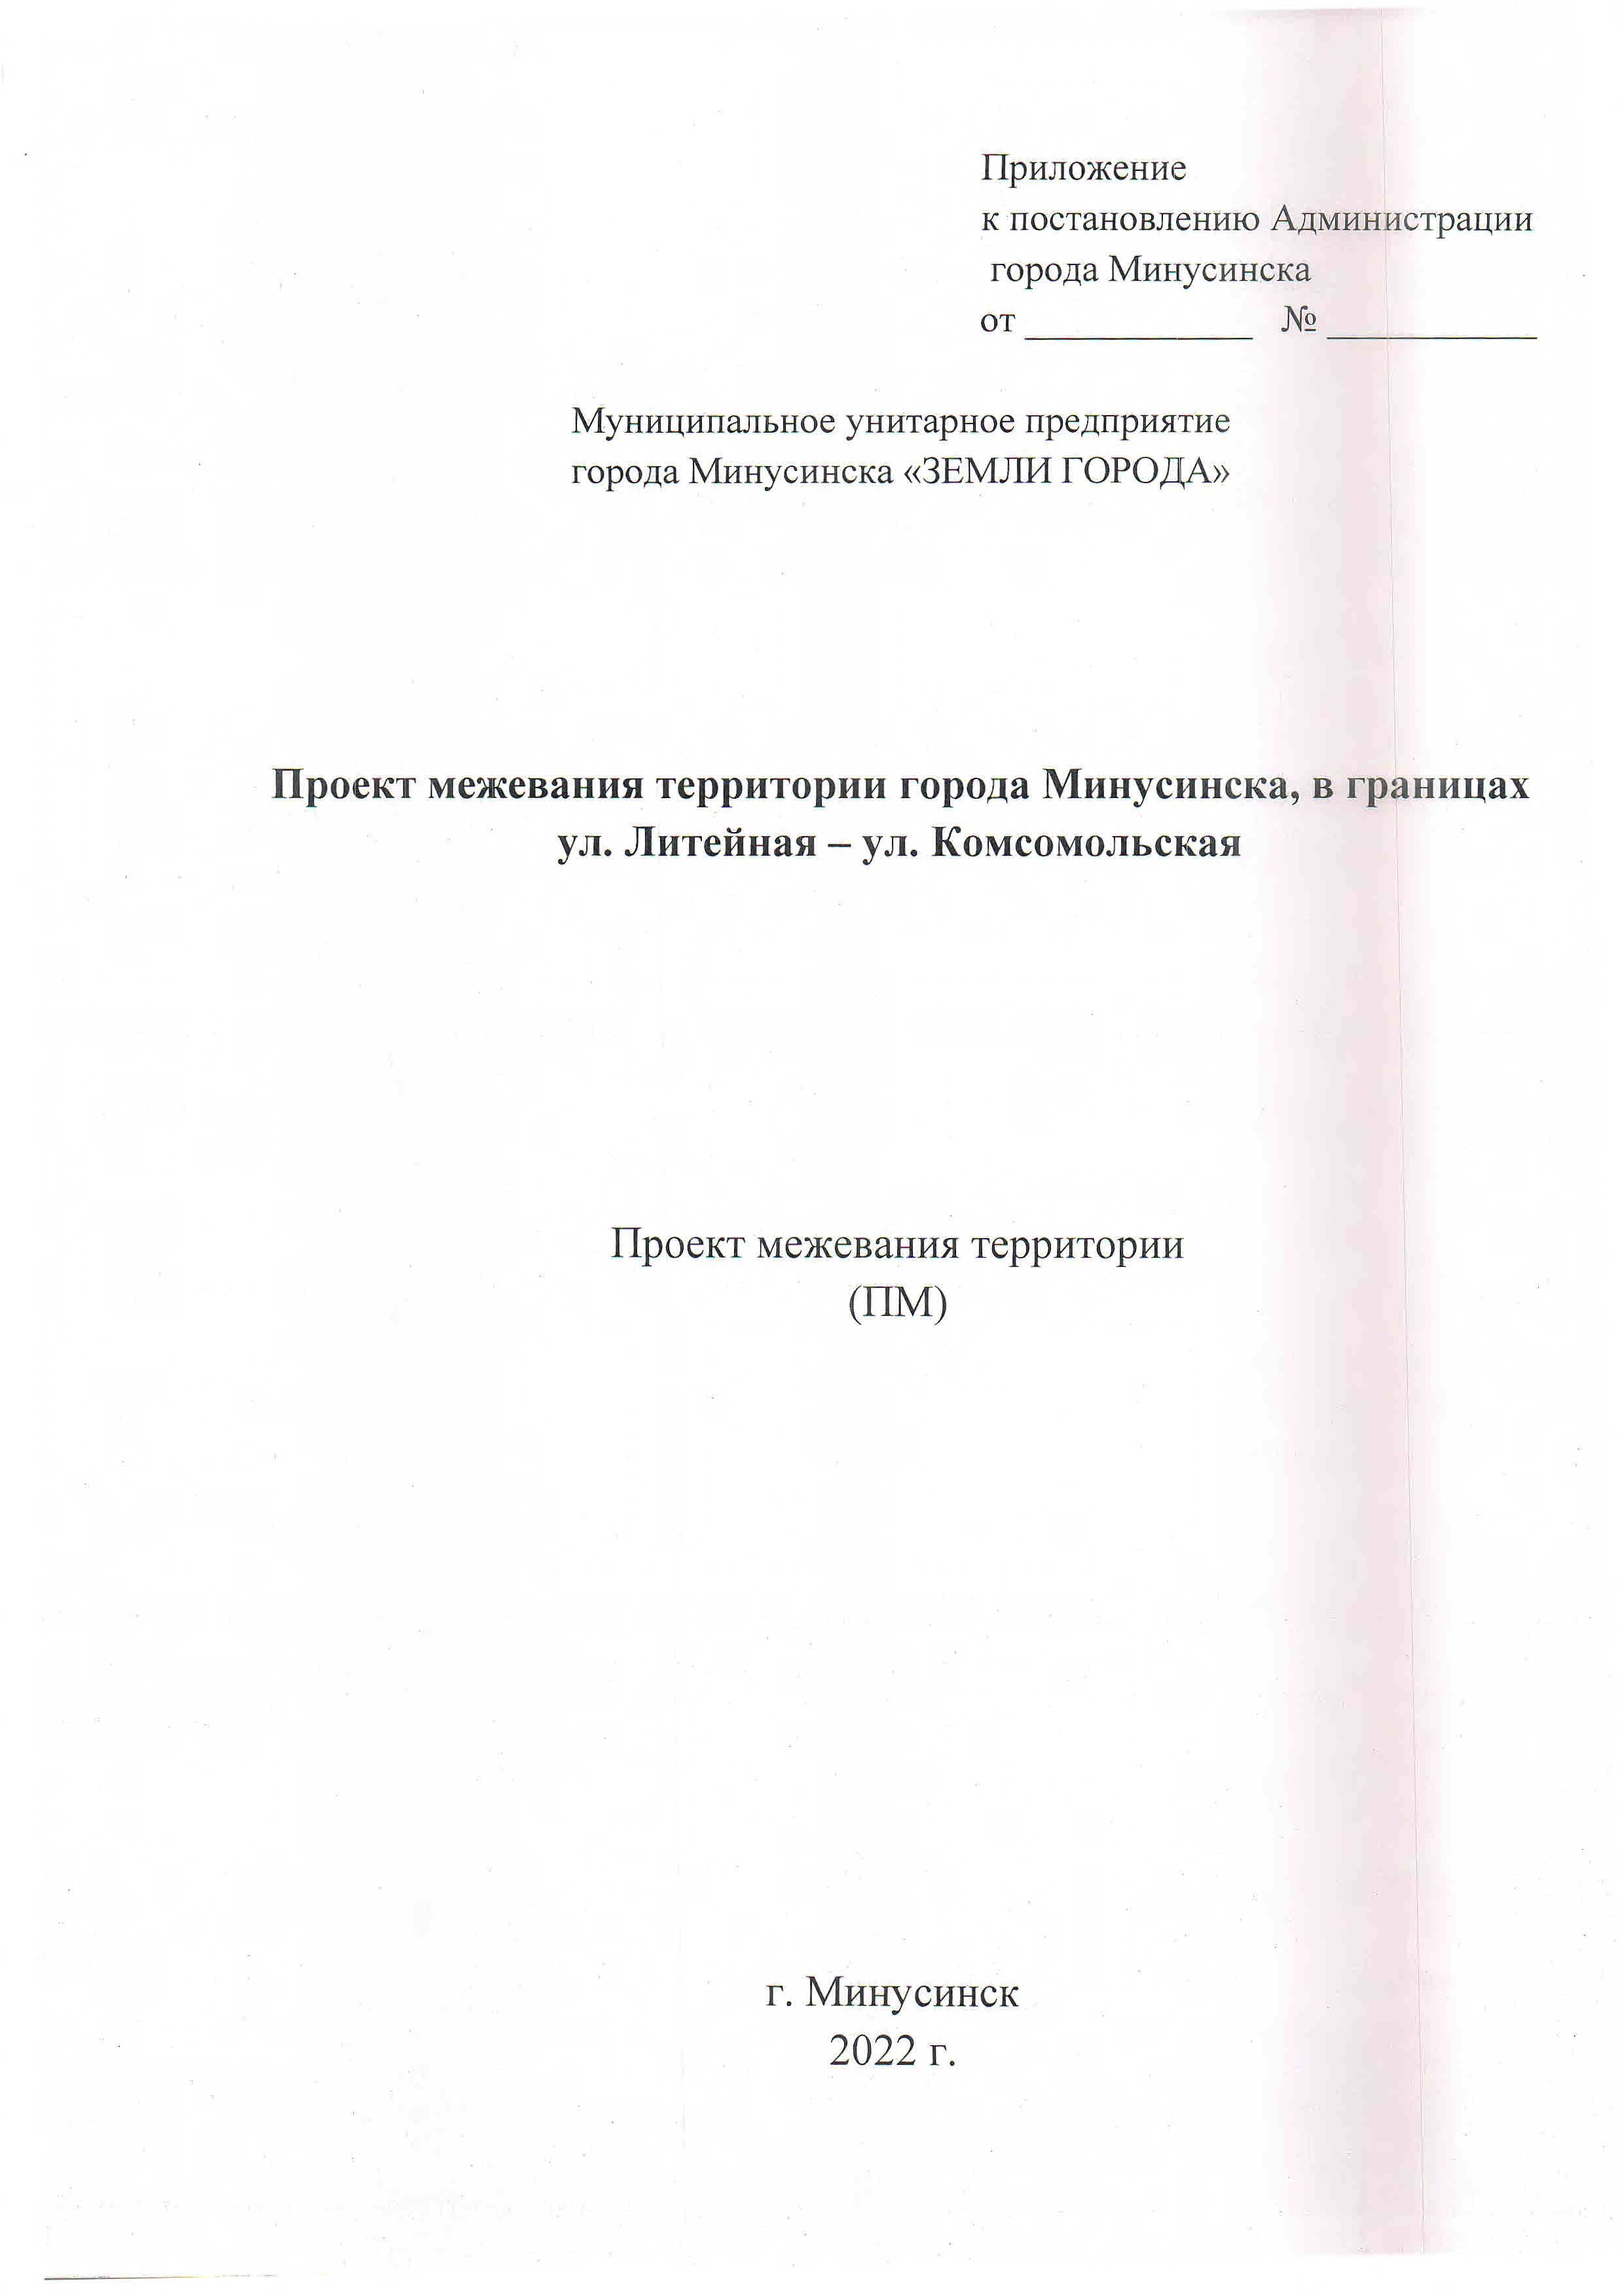 Приложение
к постановлению Администрации
города Минусинска
от ____________ № ___________
Муниципальное унитарное предприятие
города Минусинска «ЗЕМЛИ ГОРОДА»
Проект межевания территории города Минусинска, в границах
ул. Литейная – ул. Комсомольская
Проект межевания территории
(ПМ)
г. Минусинск
2022 г.